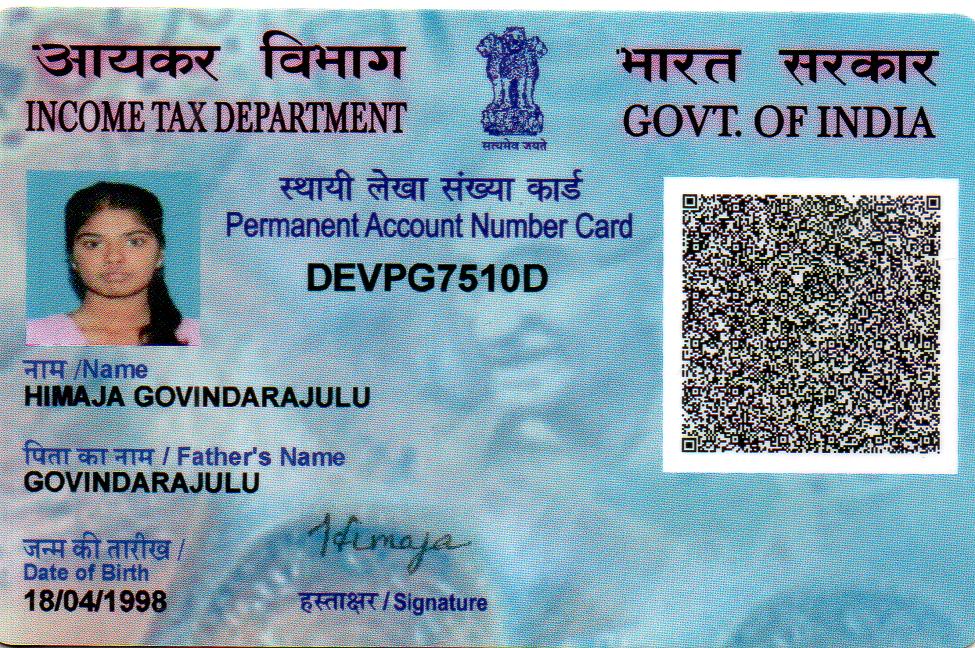 आयकर विभाग
INCOME TAX DEPARTMENT
सत्यमेव जयते
भारत सरकार
GOVT. OF INDIA
स्थायी लेखा संख्या कार्ड
Permanent Account Number Card
DEVPG7510D
नाम /Name
HIMAJA GOVINDARAJULU
पिता का नाम / Father's Name
GOVINDARAJULU
जन्म की तारीख /
Date of Birth
18/04/1998
Himaja
हस्ताक्षर / Signature